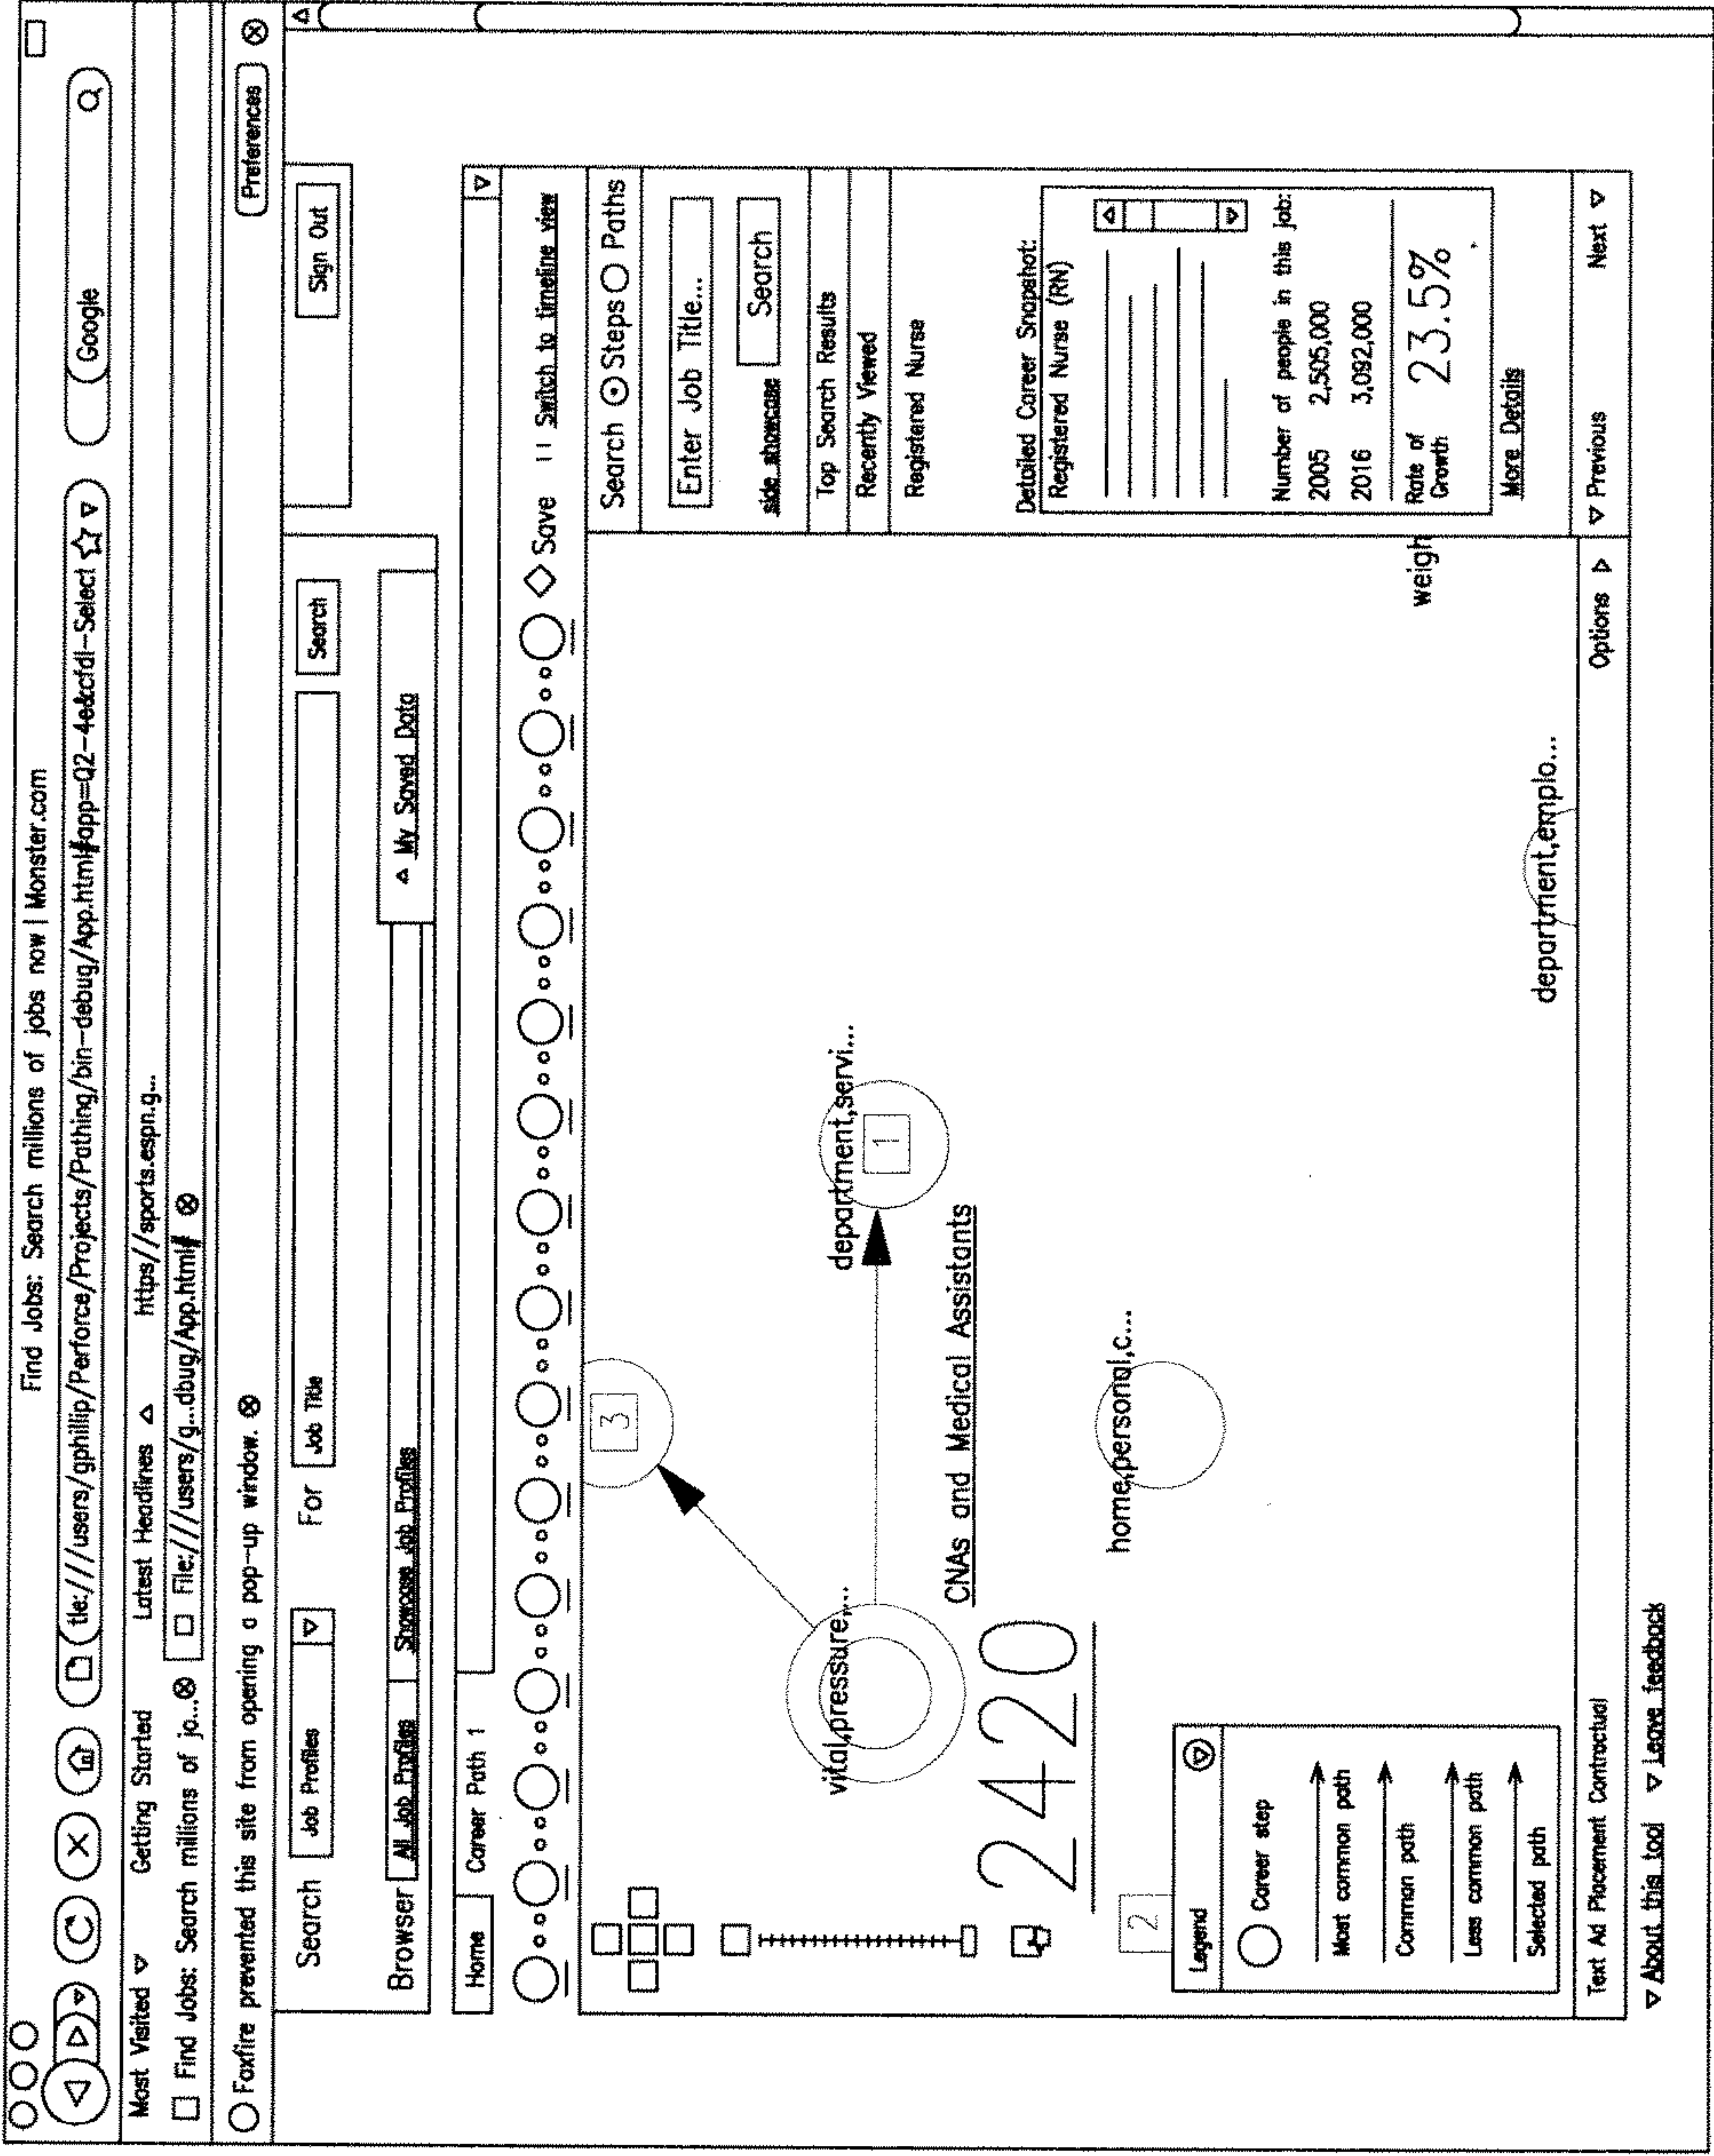 Find Jobs: Search millions of jobs now | Monster.com
tle:///users/gphillip/Perforce/Projects/Pathing/bin-debug/App.html#app=Q2-4e&cfdl-Select
Google
Most Visited
Getting Started
Latest Headlines
https//sports.espn.g...
Find Jobs: Search millions of jo...
File:///users/g...dbug/App.html#
Foxfire prevented this site from opening a pop-up window.
Preferences
Search
Job Profiles
For
Job Title
Search
Sign Out
Browser
All Job Profiles
Showcase Job Profiles
My Saved Data
Home
Career Path 1
Save
Switch to timeline view
Search Steps Paths
Enter Job Title...
side showcase
Search
Top Search Results
Recently Viewed
Registered Nurse
Detailed Career Snapshot:
Registered Nurse (RN)
Number of people in this job:
2005 2,505,000
2016 3,092,000
Rate of Growth 23.5%
More Details
3
vital,pressure,...
department,servi...
1
CNAs and Medical Assistants
2420
home,personal,c...
weigh
department,emplo...
2
Legend
Career step
Most common path
Common path
Less common path
Selected path
Text Ad Placement Contractual
Options
Previous
Next
About this tool
Leave feedback